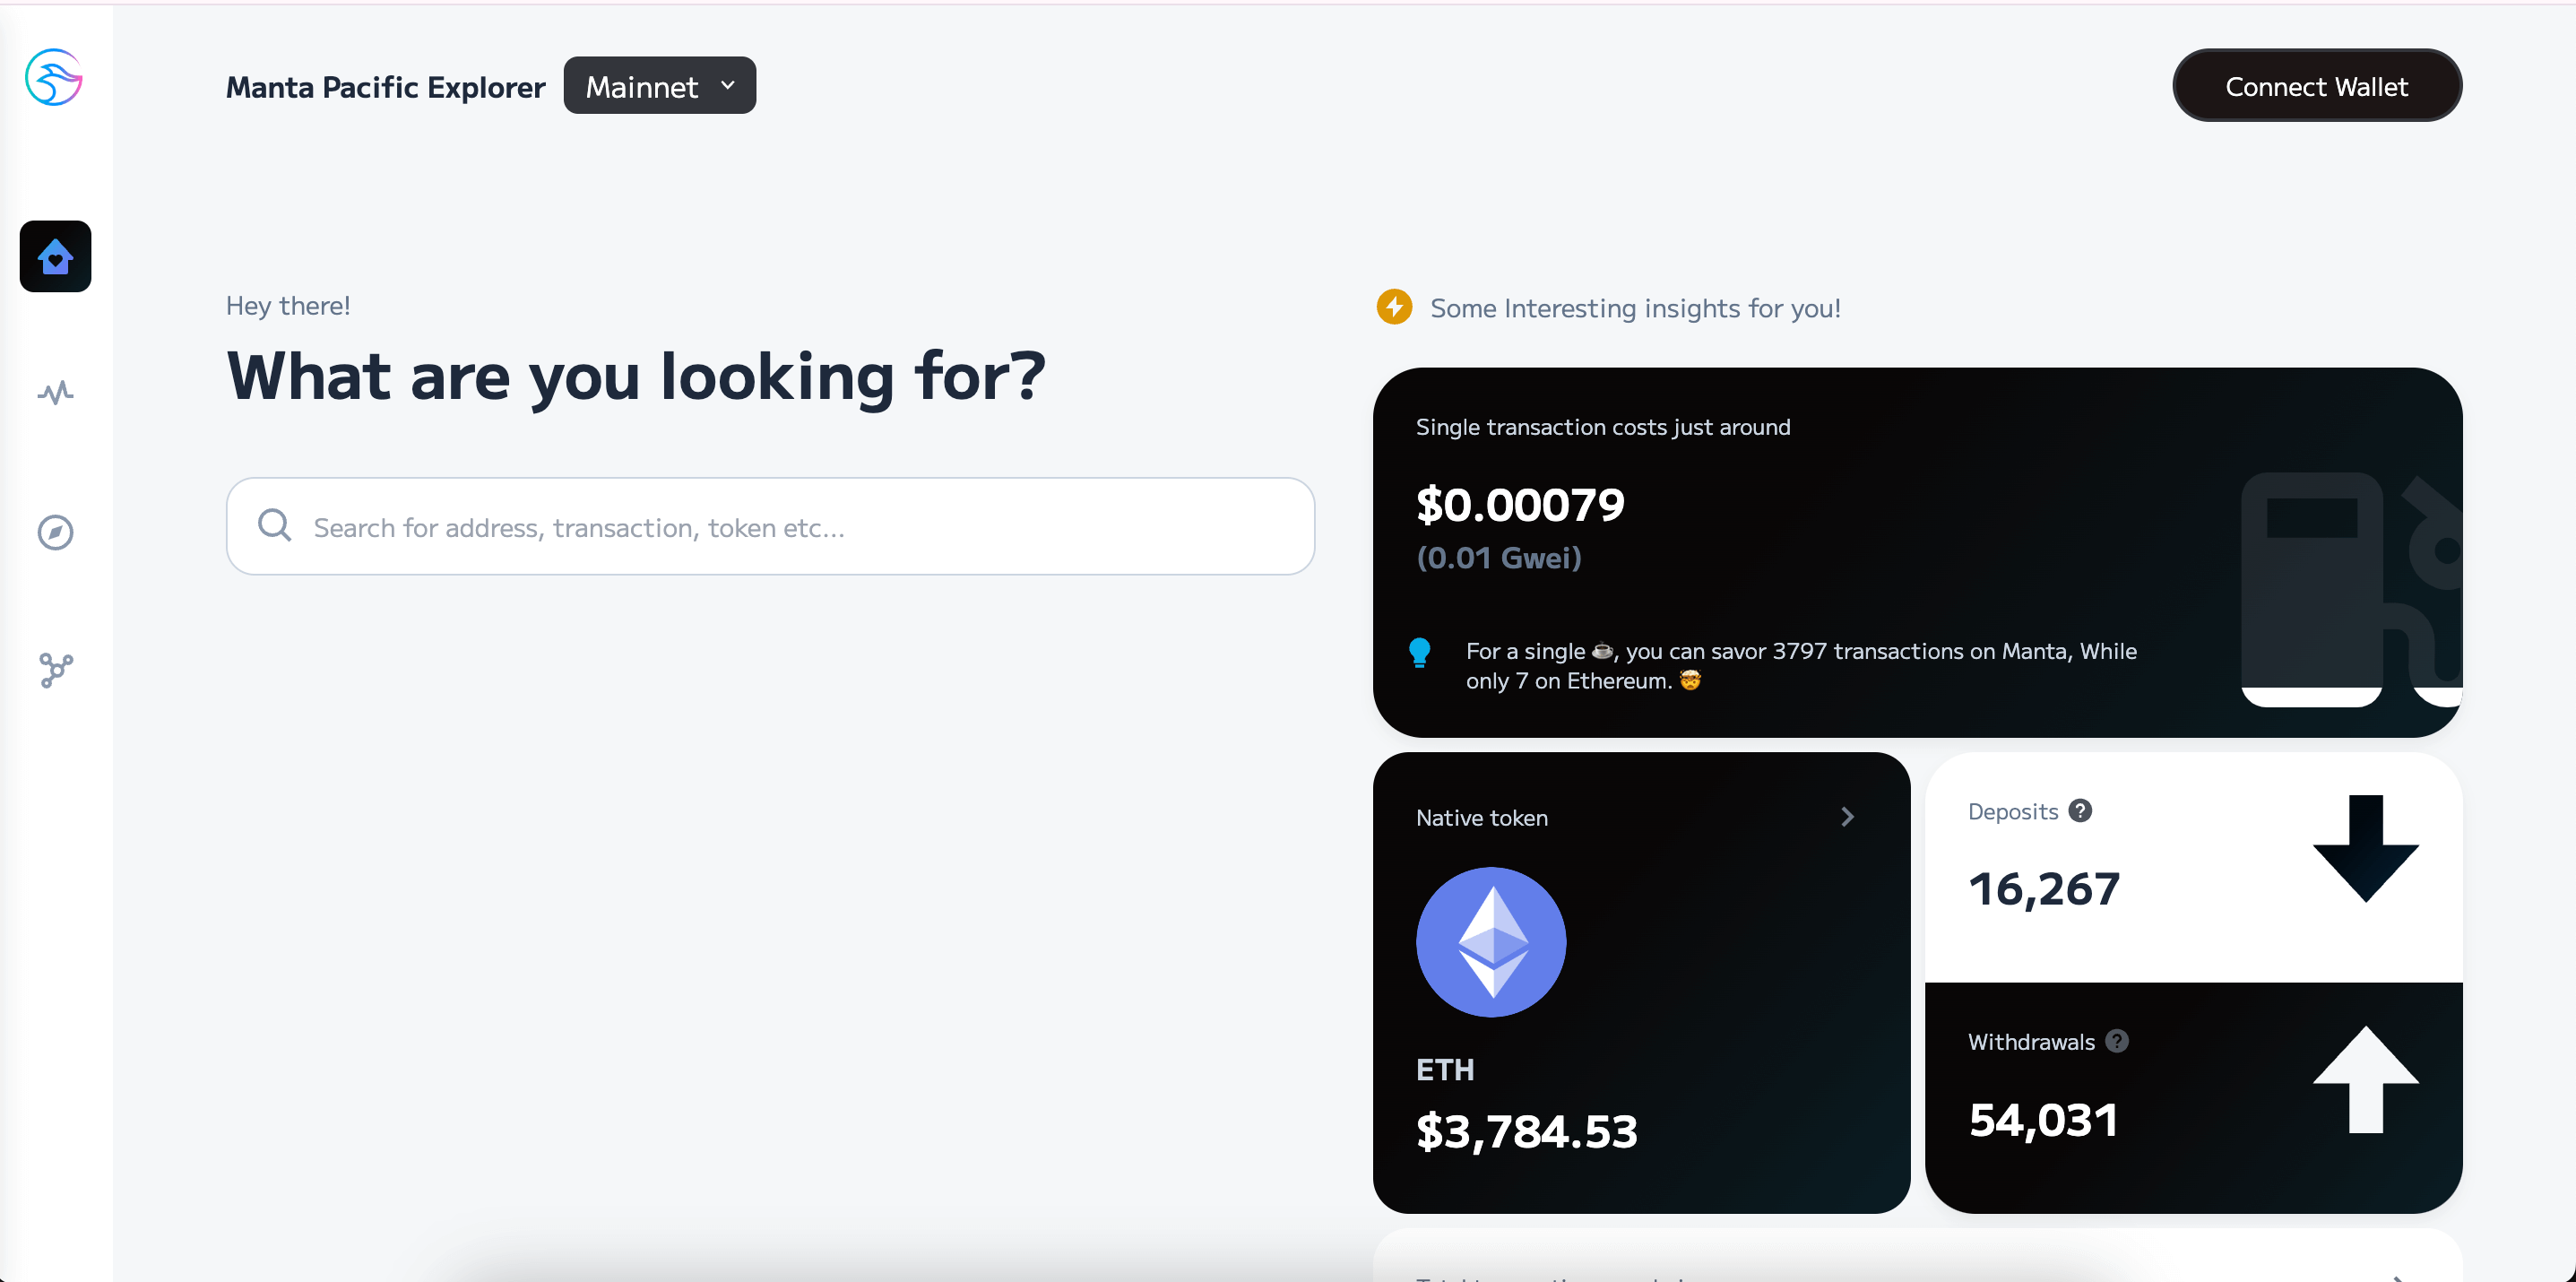 Manta Pacific Explorer
Mainnet
Connect Wallet
Hey there!
What are you looking for?
Search for address, transaction, token etc...
Some Interesting insights for you!
Single transaction costs just around
$0.00079
(0.01 Gwei)
For a single ☕, you can savor 3797 transactions on Manta, While
only 7 on Ethereum. 🤯
Native token
ETH
$3,784.53
Deposits ?
16,267
Withdrawals ?
54,031